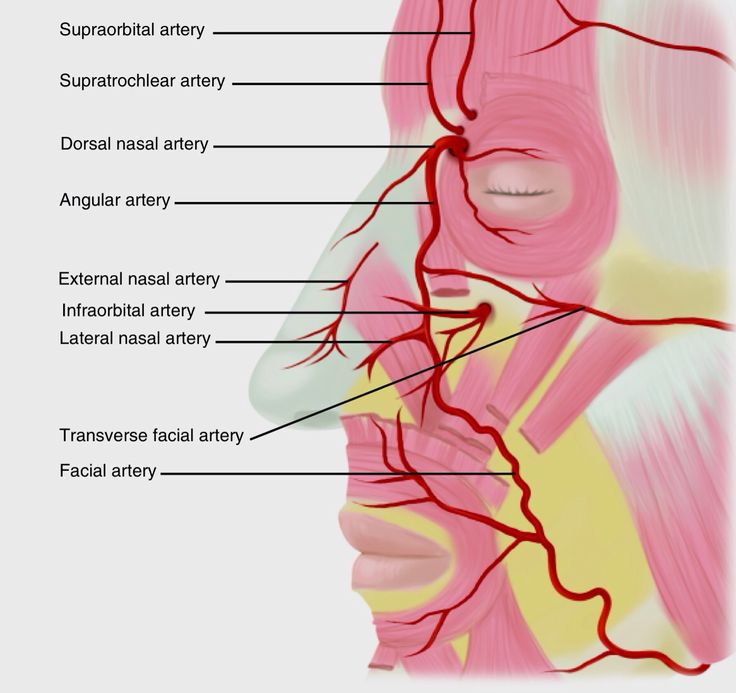 Supraorbital artery
Supratrochlear artery
Dorsal nasal artery
Angular artery
External nasal artery
Infraorbital artery
Lateral nasal artery
Transverse facial artery
Facial artery